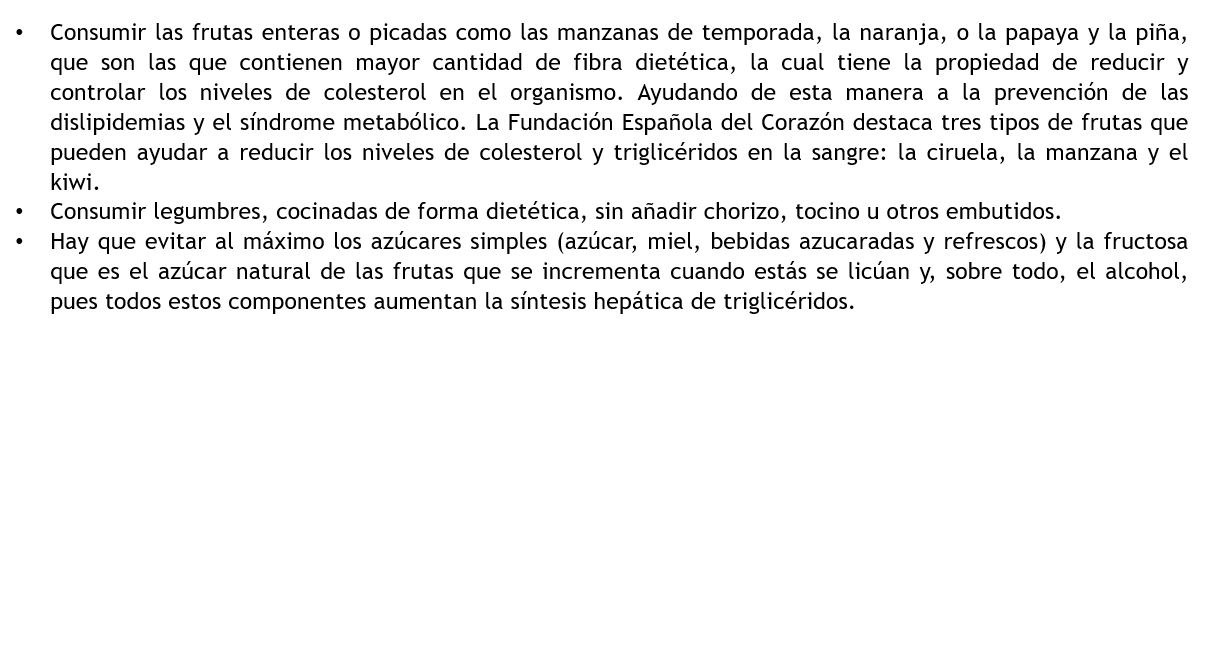 • Consumir las frutas enteras o picadas como las manzanas de temporada, la naranja, o la papaya y la piña,
que son las que contienen mayor cantidad de fibra dietética, la cual tiene la propiedad de reducir y
controlar los niveles de colesterol en el organismo. Ayudando de esta manera a la prevención de las
dislipidemias y el síndrome metabólico. La Fundación Española del Corazón destaca tres tipos de frutas que
pueden ayudar a reducir los niveles de colesterol y triglicéridos en la sangre: la ciruela, la manzana y el
kiwi.
• Consumir legumbres, cocinadas de forma dietética, sin añadir chorizo, tocino u otros embutidos.
• Hay que evitar al máximo los azúcares simples (azúcar, miel, bebidas azucaradas y refrescos) y la fructosa
que es el azúcar natural de las frutas que se incrementa cuando estás se licúan y, sobre todo, el alcohol,
pues todos estos componentes aumentan la síntesis hepática de triglicéridos.